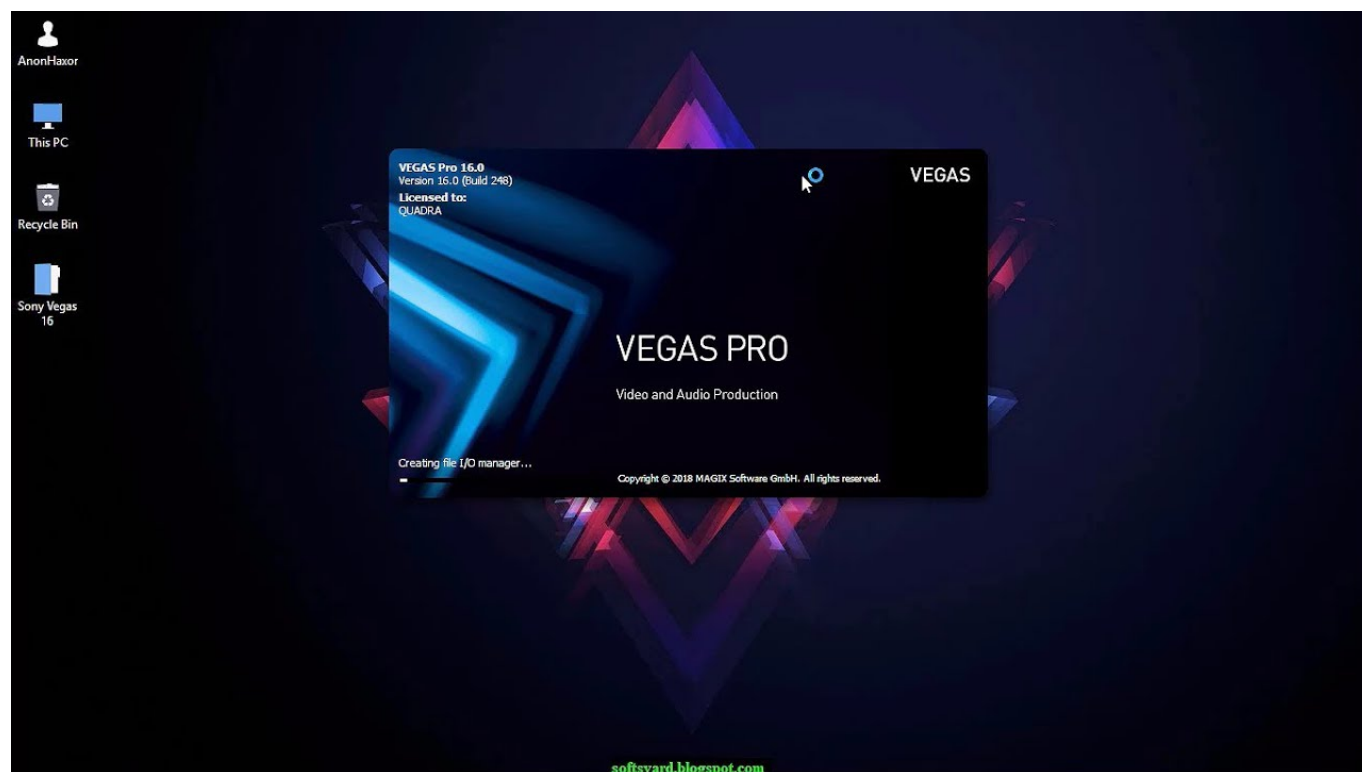 AnonHaxor
This PC
Recycle Bin
Sony Vegas
16
VEGAS Pro 16.0
Version 16.0 (Build 248)
Licensed to:
QUADRA
VEGAS
VEGAS PRO
Video and Audio Production
Creating file I/O manager...
Copyright © 2018 MAGIX Software GmbH. All rights reserved.
softsyard.blogspot.com